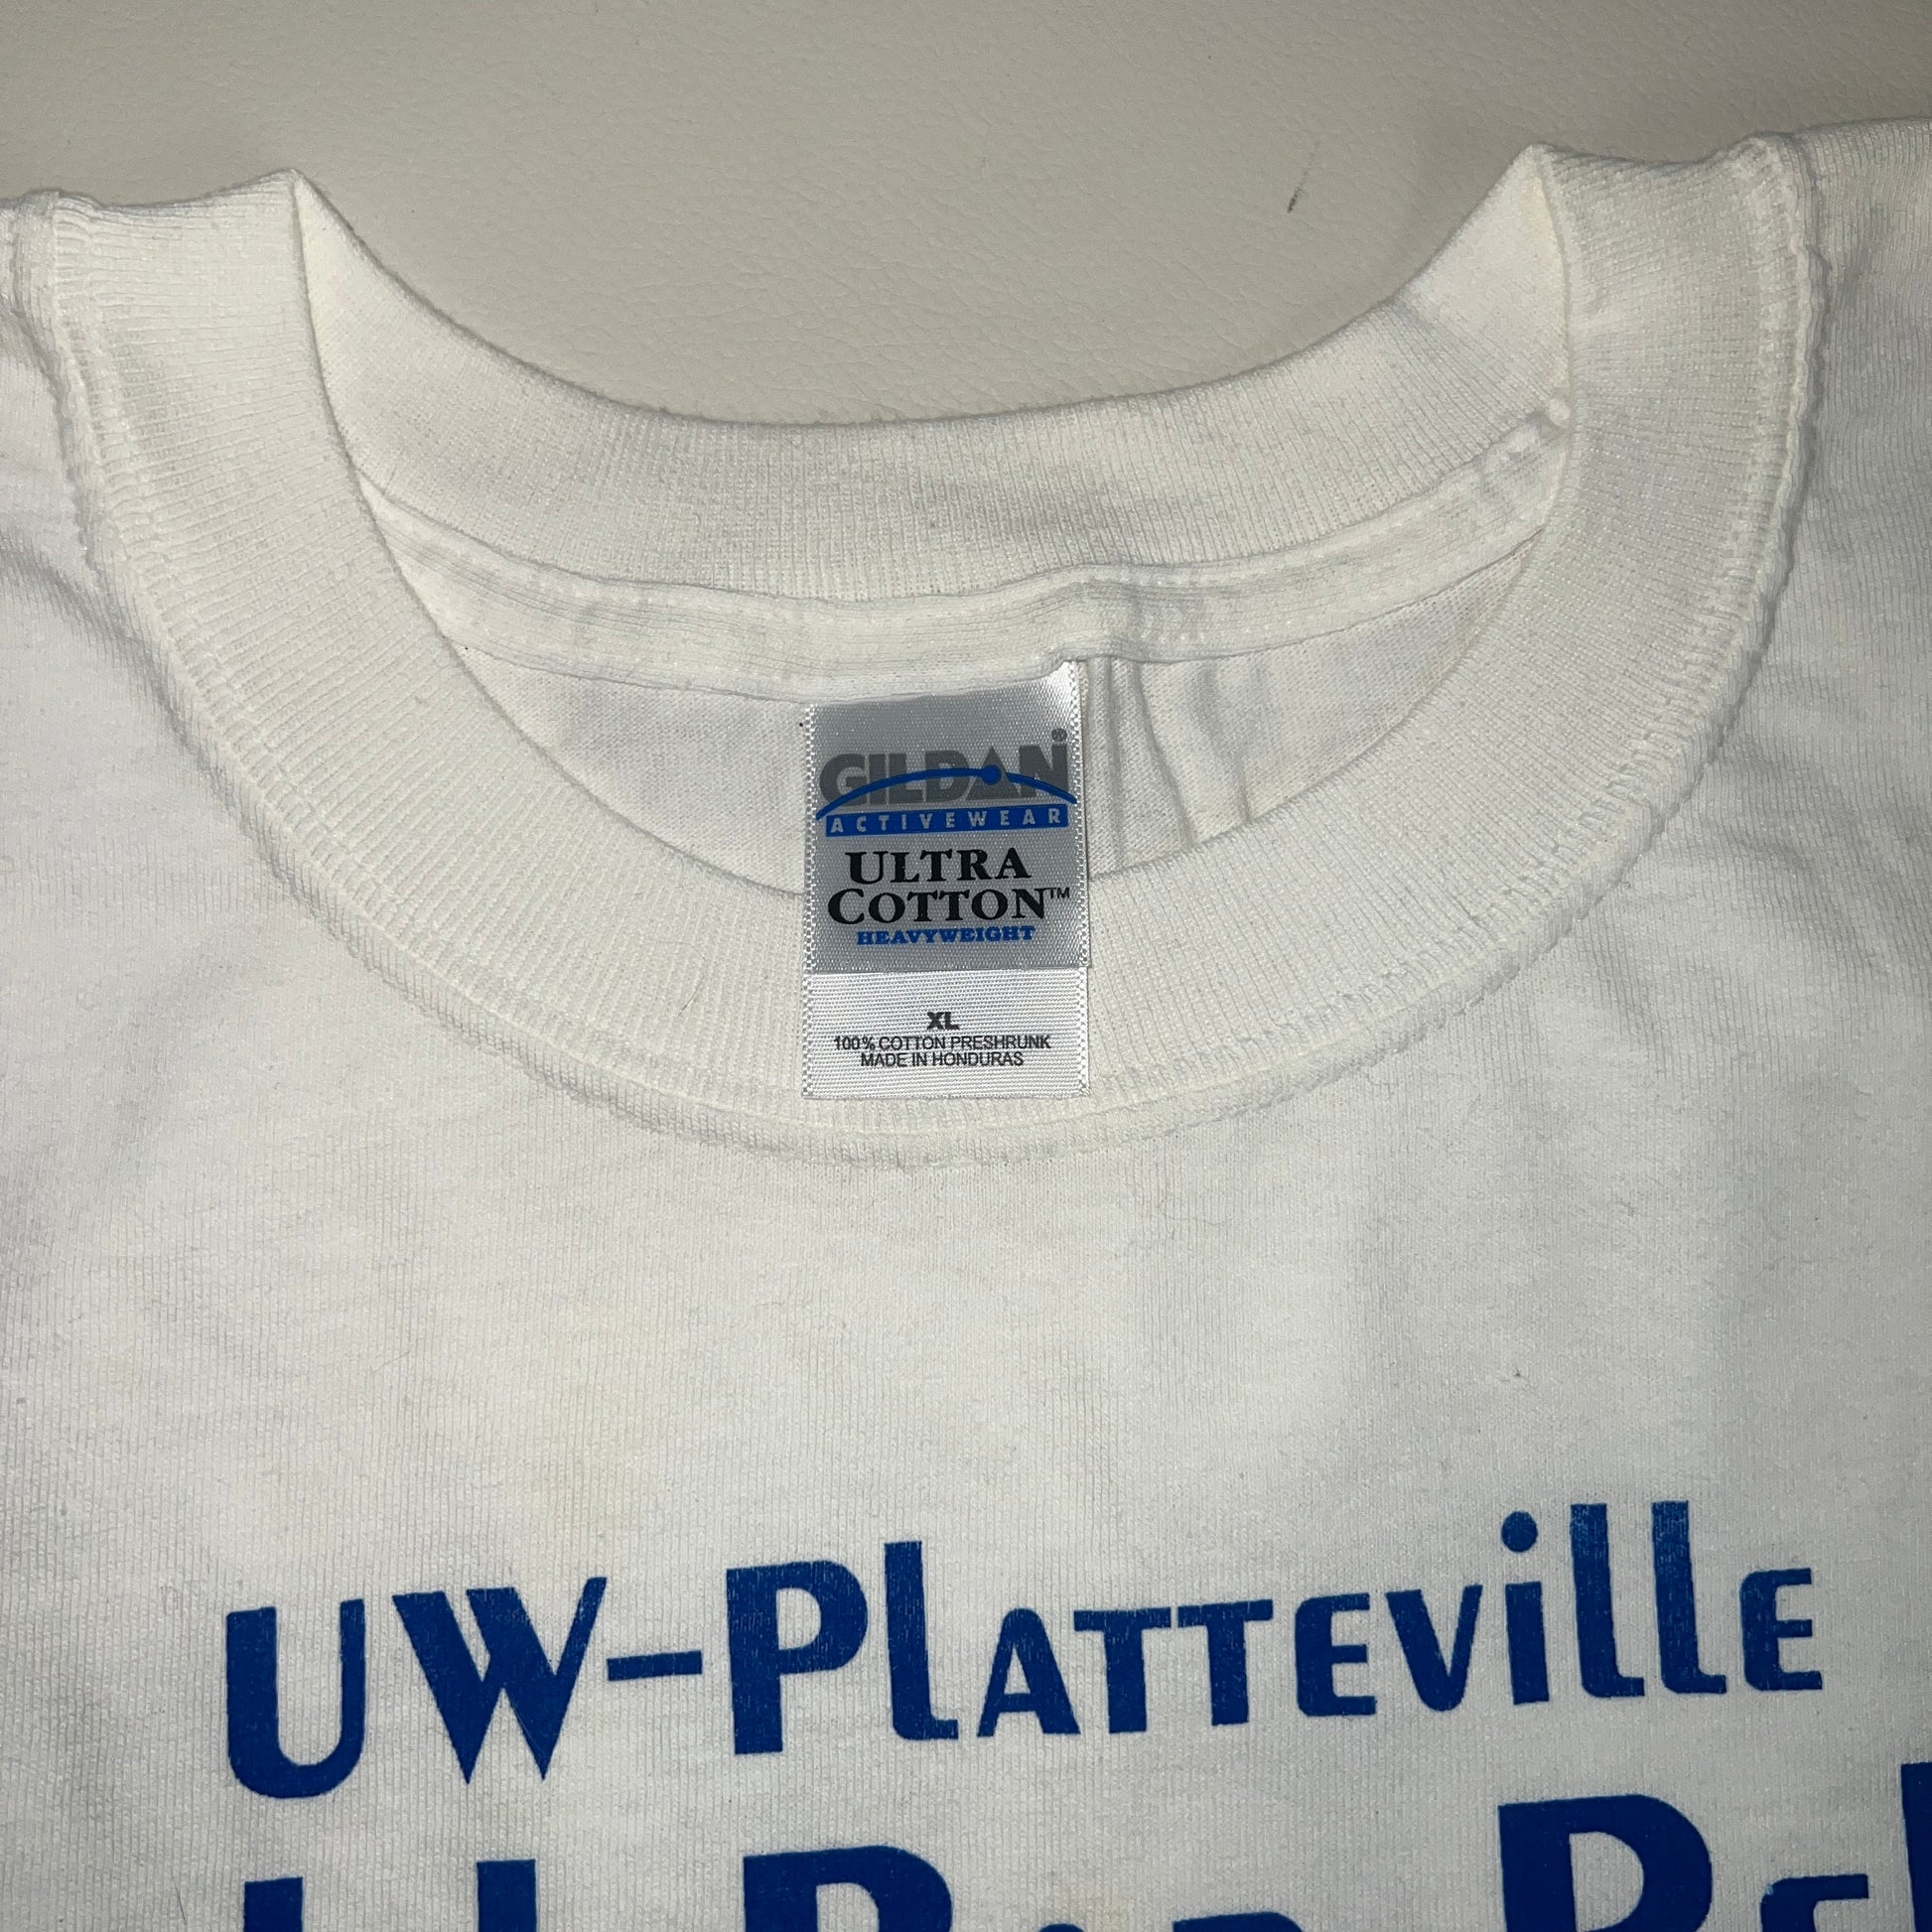 GILDAN®
ACTIVEWEAR
ULTRA
COTTON™
HEAVYWEIGHT
XL
100% COTTON PRESHRUNK
MADE IN HONDURAS
UW-PlATTEVillE